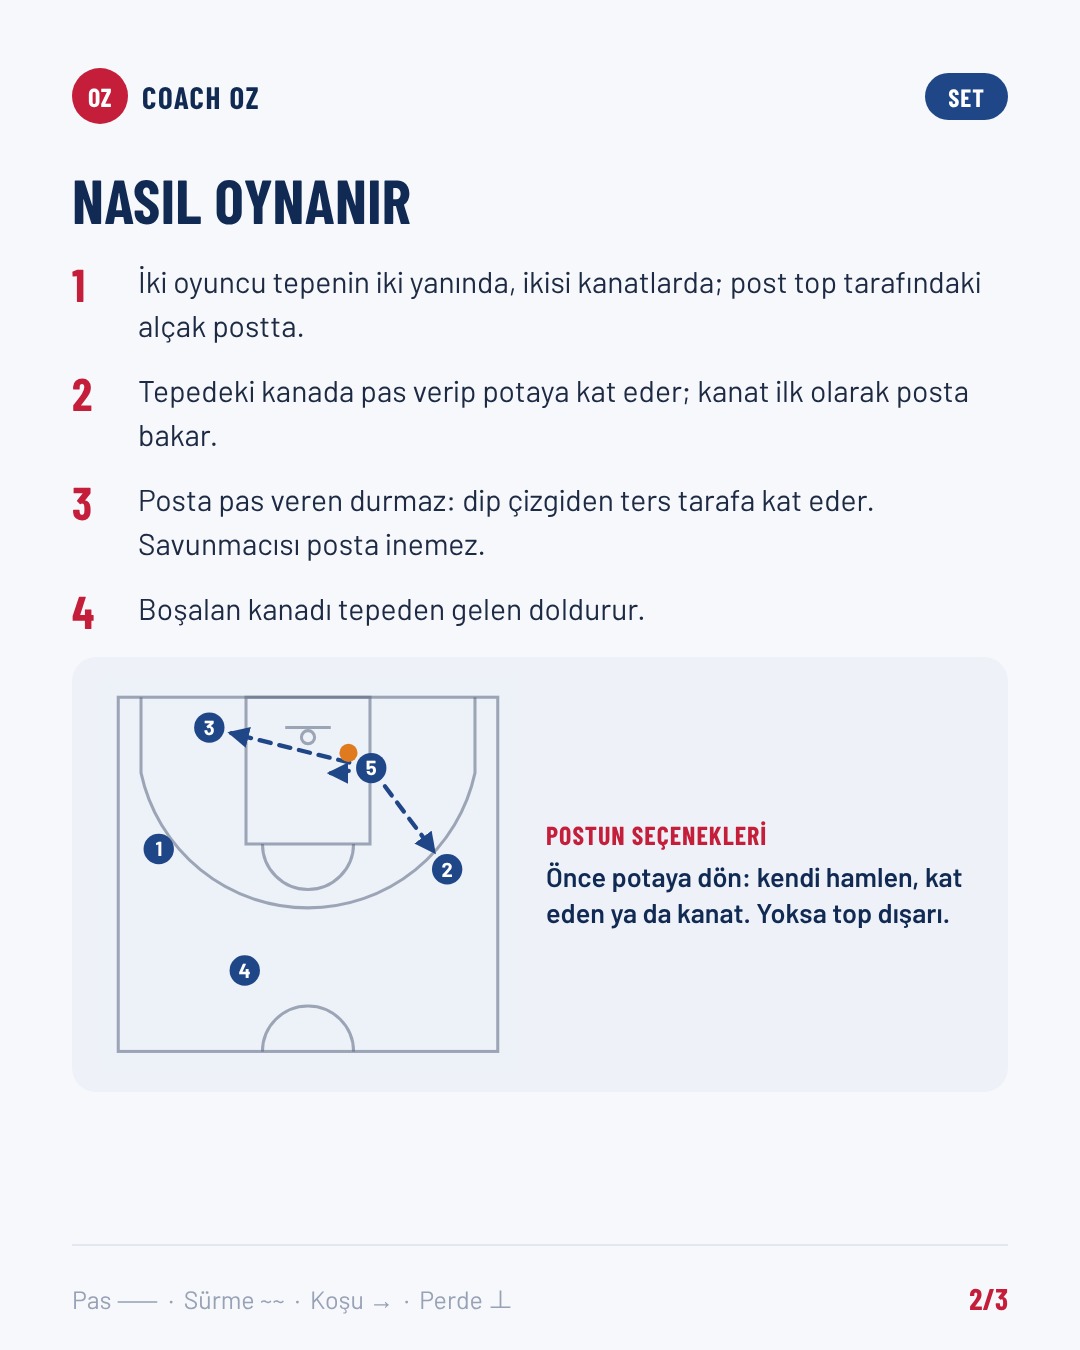 OZ COACH OZ
SET
NASIL OYNANIR
1 İki oyuncu tepenin iki yanında, ikisi kanatlarda; post top tarafındaki
alçak postta.
2 Tepedeki kanada pas verip potaya kat eder; kanat ilk olarak posta
bakar.
3 Posta pas veren durmaz: dip çizgiden ters tarafa kat eder.
Savunmacısı posta inemez.
4 Boşalan kanadı tepeden gelen doldurur.
3
5
1
2
4
POSTUN SEÇENEKLERİ
Önce potaya dön: kendi hamlen, kat
eden ya da kanat. Yoksa top dışarı.
Pas —— · Sürme ~~ · Koşu → · Perde ⊥
2/3